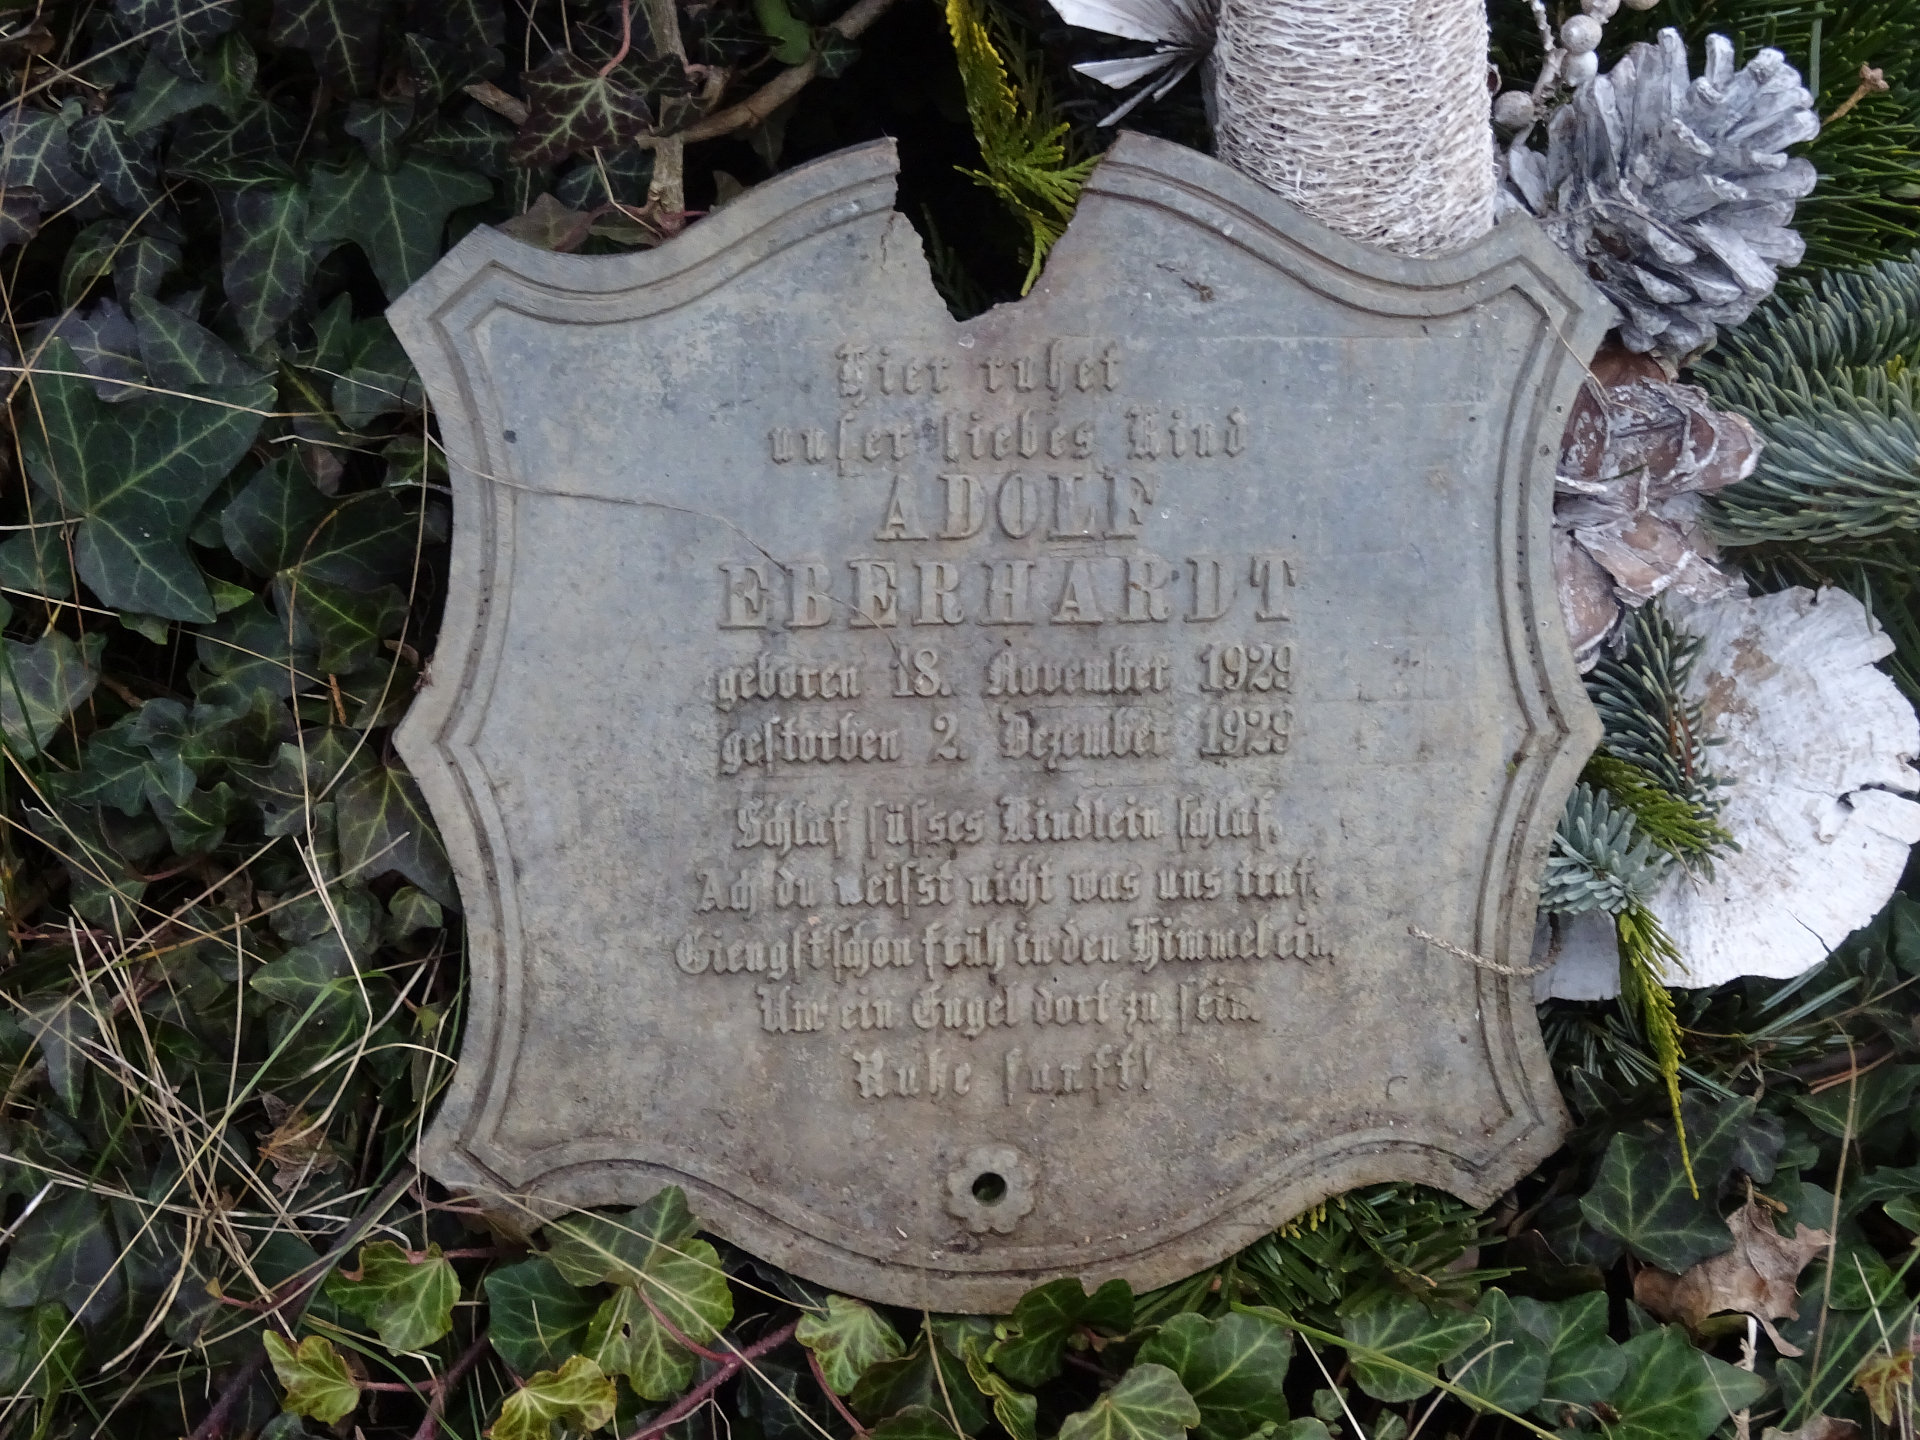 Hier ruhet
unser liebes Kind
ADOLF
EBERHARDT
geboren 18. November 1929
gestorben 2. Dezember 1929
Schlaf süsses Kindlein schlaf,
Ach du weisst nicht was uns traf.
Giengst schon früh in den Himmel ein,
Um ein Engel dort zu sein.
Ruhe sanft!